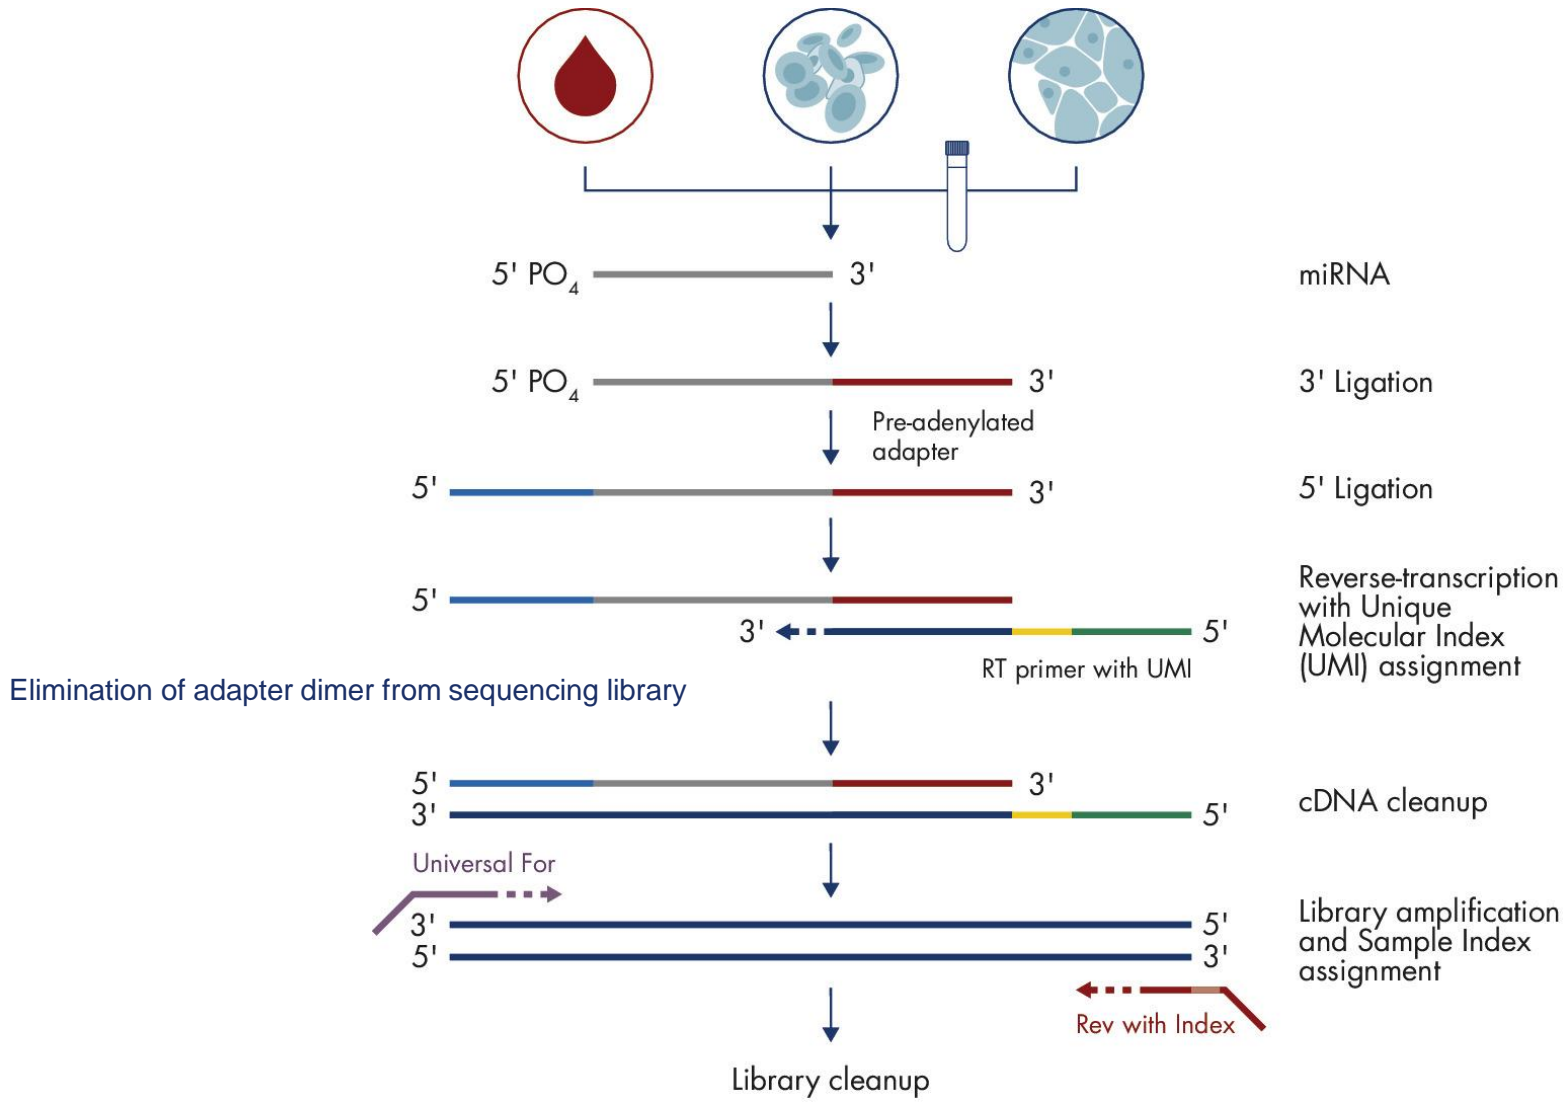 5' PO4 3' miRNA
5' PO4 3' 3' Ligation
Pre-adenylated
adapter
5' 3' 5' Ligation
5'
3' 5'
RT primer with UMI
Reverse-transcription
with Unique
Molecular Index
(UMI) assignment
Elimination of adapter dimer from sequencing library
5' 3'
3' 5'
cDNA cleanup
Universal For
3' 5'
5' 3'
Library amplification
and Sample Index
assignment
Rev with Index
Library cleanup